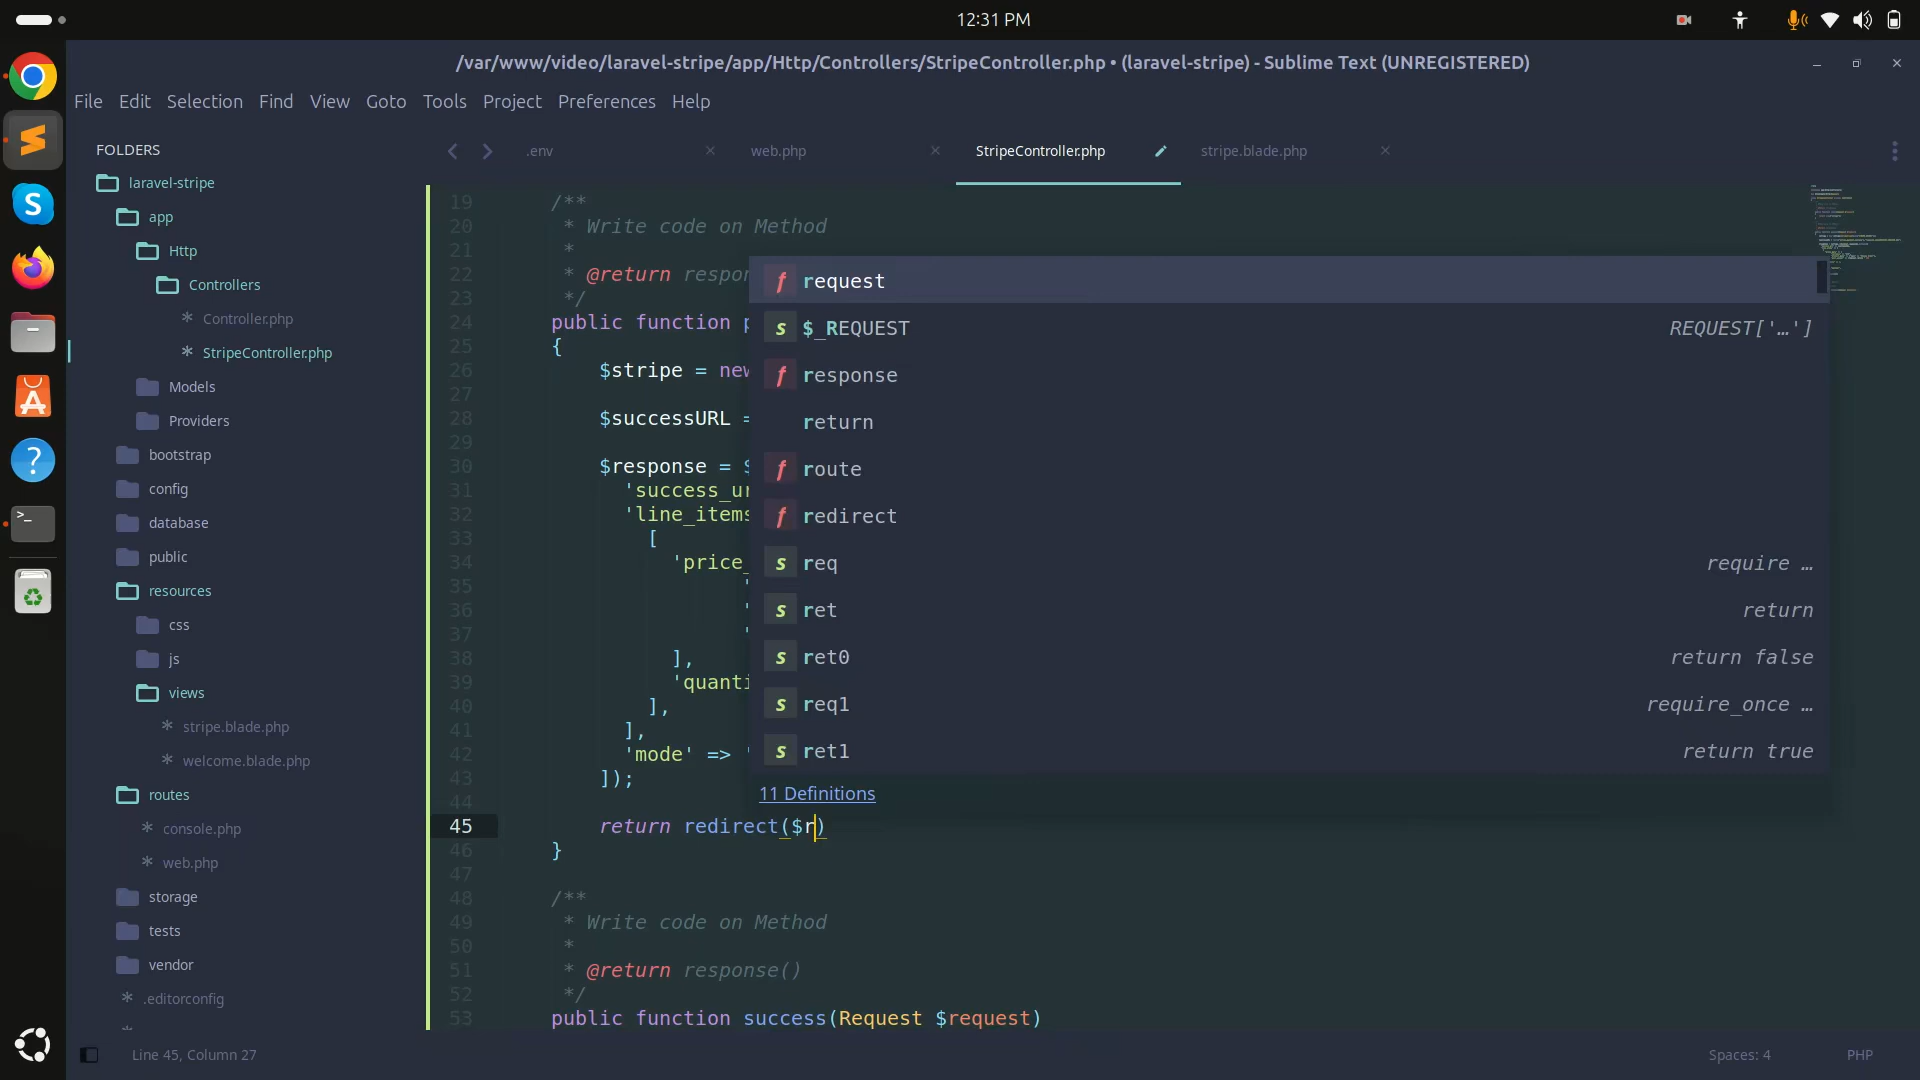 12:31 PM
/var/www/video/laravel-stripe/app/Http/Controllers/StripeController.php • (laravel-stripe) - Sublime Text (UNREGISTERED)
File Edit Selection Find View Goto Tools Project Preferences Help
FOLDERS
laravel-stripe
app
Http
Controllers
Controller.php
StripeController.php
Models
Providers
bootstrap
config
database
public
resources
css
js
views
stripe.blade.php
welcome.blade.php
routes
console.php
web.php
storage
tests
vendor
.editorconfig
.env
web.php
StripeController.php
stripe.blade.php
19 /**
20 * Write code on Method
21 *
22 * @return respon
23 */
24 public function p
25 {
26 $stripe = new
27
28 $successURL =
29
30 $response = $
31 'success_ur
32 'line_items
33 [
34 'price_
35 '
36 '
37 '
38 ],
39 'quanti
40 ],
41 ],
42 'mode' => '
43 ]);
44
45 return redirect($r)
46 }
47
48 /**
49 * Write code on Method
50 *
51 * @return response()
52 */
53 public function success(Request $request)
f request
s $_REQUEST REQUEST['…']
f response
return
f route
f redirect
s req require …
s ret return
s ret0 return false
s req1 require_once …
s ret1 return true
11 Definitions
Line 45, Column 27
Spaces: 4
PHP